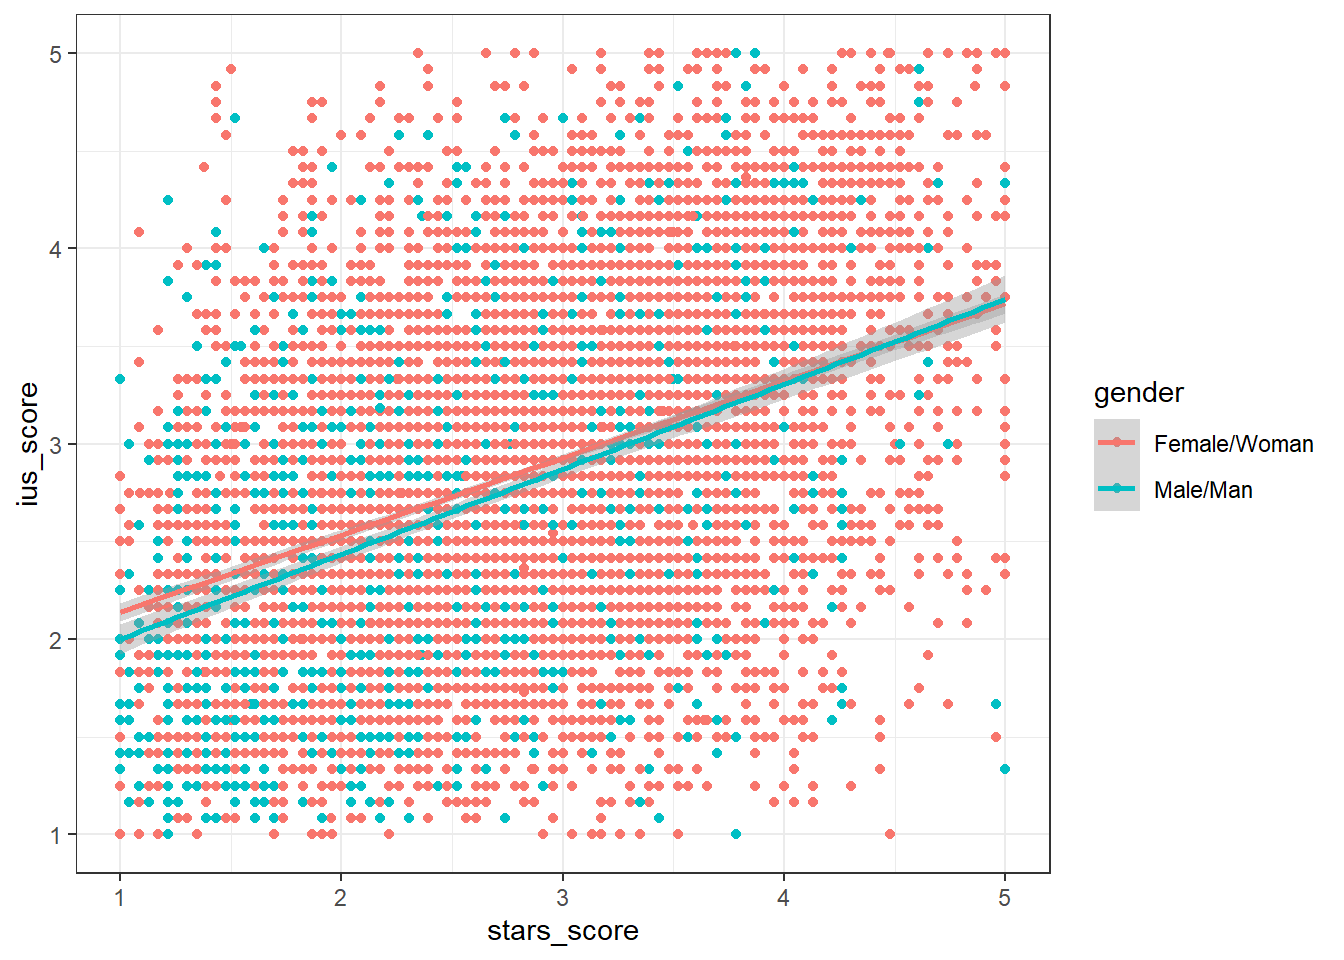 5
4
3
2
1
ius_score
1 2 3 4 5
stars_score
gender
Female/Woman
Male/Man